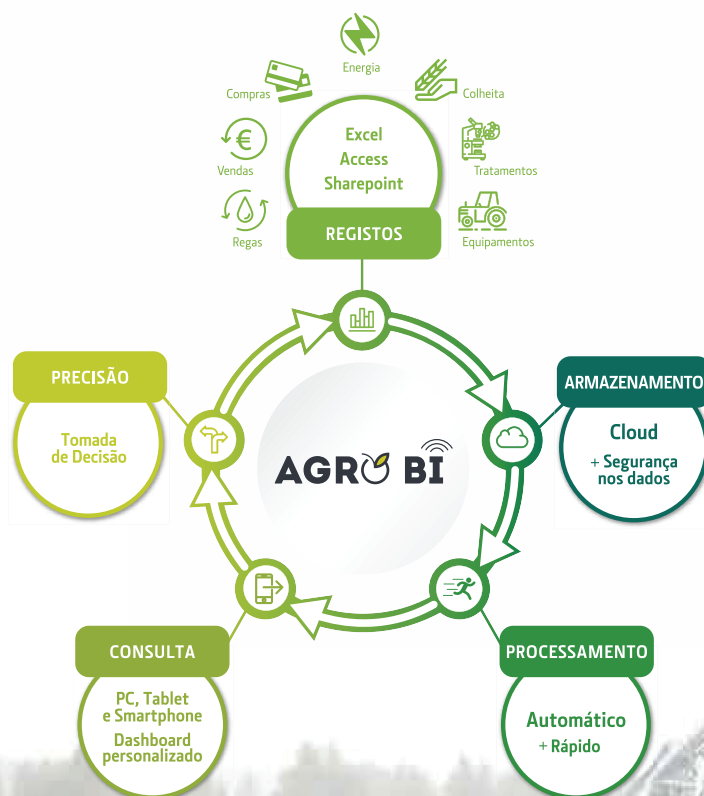 Energia
Compras
Colheita
Vendas
Tratamentos
Regas
Equipamentos
Excel
Access
Sharepoint
REGISTOS
PRECISÃO
Tomada
de Decisão
ARMAZENAMENTO
Cloud
+ Segurança
nos dados
AGRO BI
CONSULTA
PC, Tablet
e Smartphone
Dashboard
personalizado
PROCESSAMENTO
Automático
+ Rápido